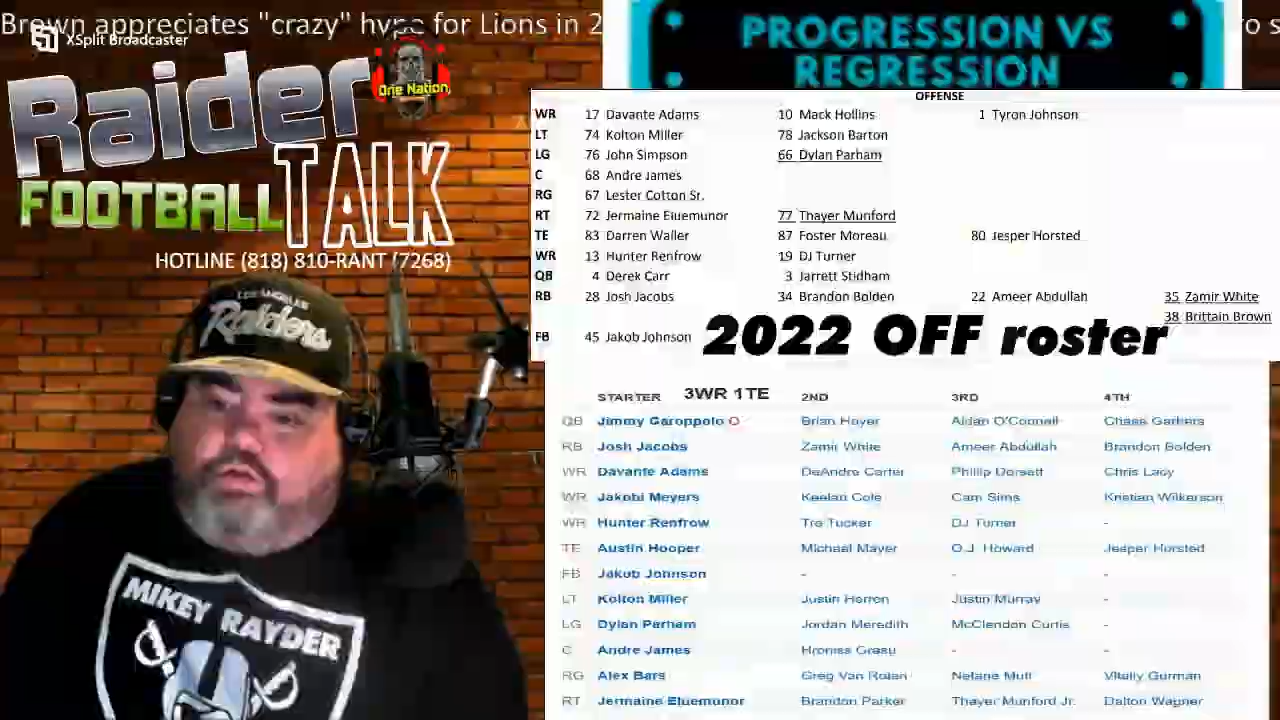 Brown appreciates "crazy" hype for Lions in 2
ro s
XSplit Broadcaster
Raider
One Nation
FOOTBALL
TALK
HOTLINE (818) 810-RANT (7268)
LOS ANGELES
Raiders
MIKEY RAYDER
PROGRESSION VS
REGRESSION
OFFENSE
WR 17 Davante Adams 10 Mack Hollins 1 Tyron Johnson
LT 74 Kolton Miller 78 Jackson Barton
LG 76 John Simpson 66 Dylan Parham
C 68 Andre James
RG 67 Lester Cotton Sr.
RT 72 Jermaine Eluemunor 77 Thayer Munford
TE 83 Darren Waller 87 Foster Moreau 80 Jesper Horsted
WR 13 Hunter Renfrow 19 DJ Turner
QB 4 Derek Carr 3 Jarrett Stidham
RB 28 Josh Jacobs 34 Brandon Bolden 22 Ameer Abdullah 35 Zamir White
38 Brittain Brown
FB 45 Jakob Johnson
2022 OFF roster
STARTER 3WR 1TE 2ND 3RD 4TH
QB Jimmy Garoppolo O Brian Hoyer Aidan O'Connell Chase Garbers
RB Josh Jacobs Zamir White Ameer Abdullah Brandon Bolden
WR Davante Adams DeAndre Carter Phillip Dorsett Chris Lacy
WR Jakobi Meyers Keelan Cole Cam Sims Kristian Wilkerson
WR Hunter Renfrow Tre Tucker DJ Turner -
TE Austin Hooper Michael Mayer O.J. Howard Jesper Horsted
FB Jakob Johnson - - -
LT Kolton Miller Justin Herron Justin Murray -
LG Dylan Parham Jordan Meredith McClendon Curtis -
C Andre James Hroniss Grasu - -
RG Alex Bars Greg Van Roten Netane Muti Vitaliy Gurman
RT Jermaine Eluemunor Brandon Parker Thayer Munford Jr. Dalton Wagner